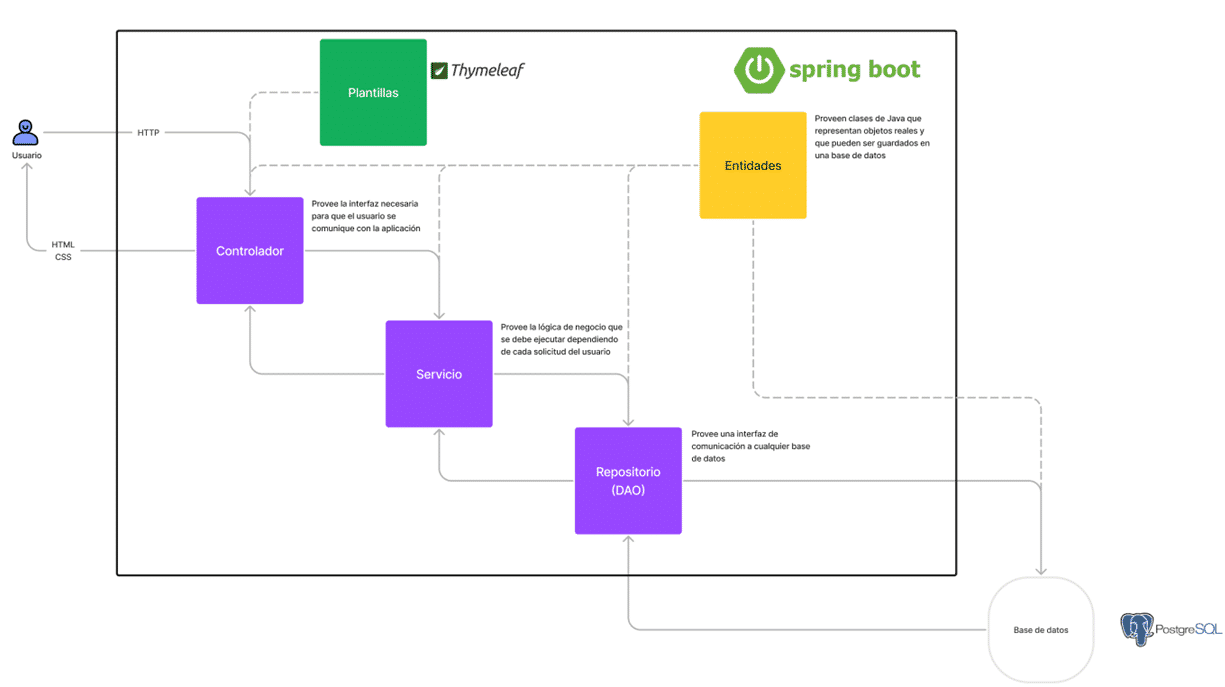 Plantillas
Thymeleaf
spring boot
Proveen clases de Java que
representan objetos reales y
que pueden ser guardados en
una base de datos
HTTP
Usuario
Entidades
Provee la interfaz necesaria
para que el usuario se
comunique con la aplicación
HTML
CSS
Controlador
Provee la lógica de negocio que
se debe ejecutar dependiendo
de cada solicitud del usuario
Servicio
Provee una interfaz de
comunicación a cualquier base
de datos
Repositorio
(DAO)
Base de datos
PostgreSQL